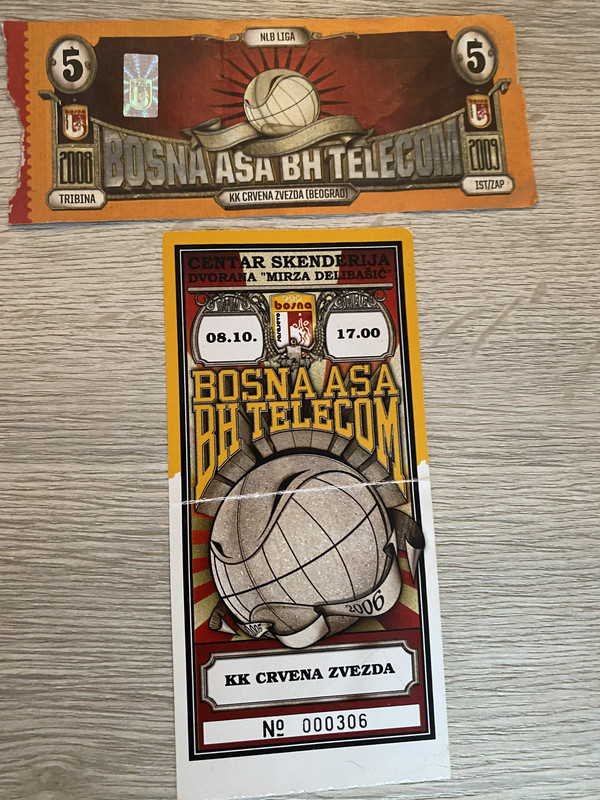 NLB LIGA
5
5
bosna
2008
BOSNA ASA BH TELECOM
2009
TRIBINA
KK CRVENA ZVEZDA (BEOGRAD)
IST/ZAP
CENTAR SKENDERIJA
DVORANA "MIRZA DELIBAŠIĆ"
08.10.
bosna
17.00
BOSNA ASA
BH TELECOM
2006
KK CRVENA ZVEZDA
№ 000306